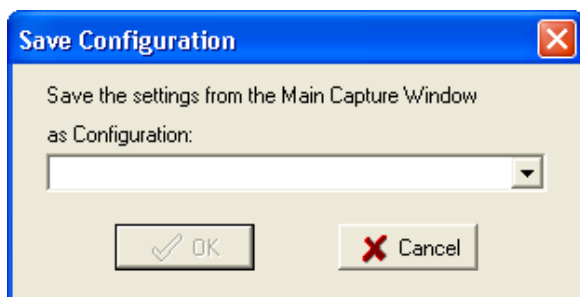 Save Configuration
Save the settings from the Main Capture Window
as Configuration:
OK
Cancel